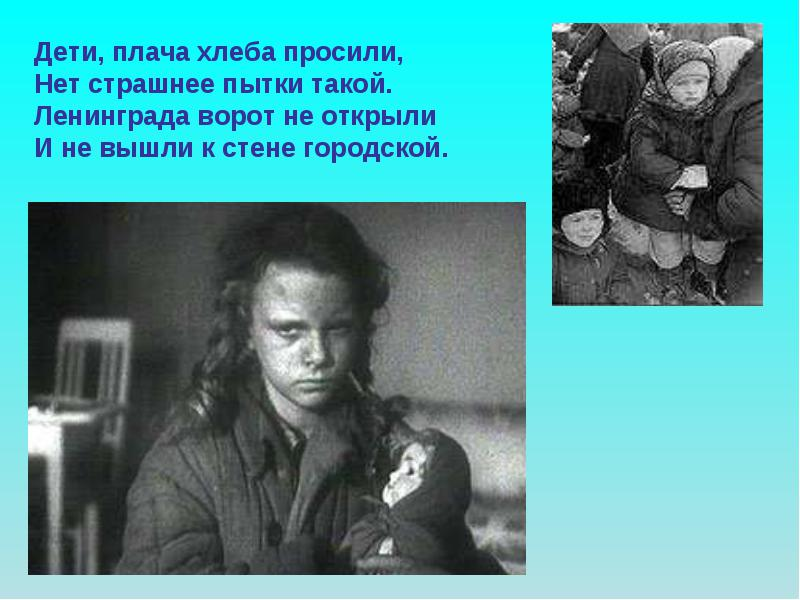 Дети, плача хлеба просили,
Нет страшнее пытки такой.
Ленинграда ворот не открыли
И не вышли к стене городской.